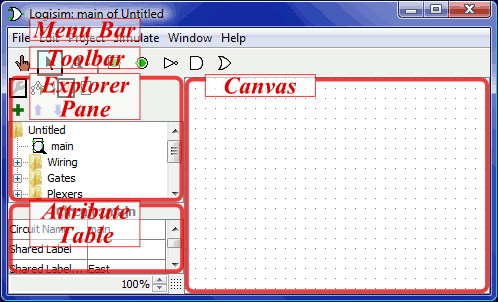 Logisim: main of Untitled
Menu Bar
File Edit Project Simulate Window Help
Toolbar
Explorer
Pane
Canvas
Untitled
main
Wiring
Gates
Plexers
Attribute
Table
Circuit Name main
Shared Label
Shared Label... East
100%